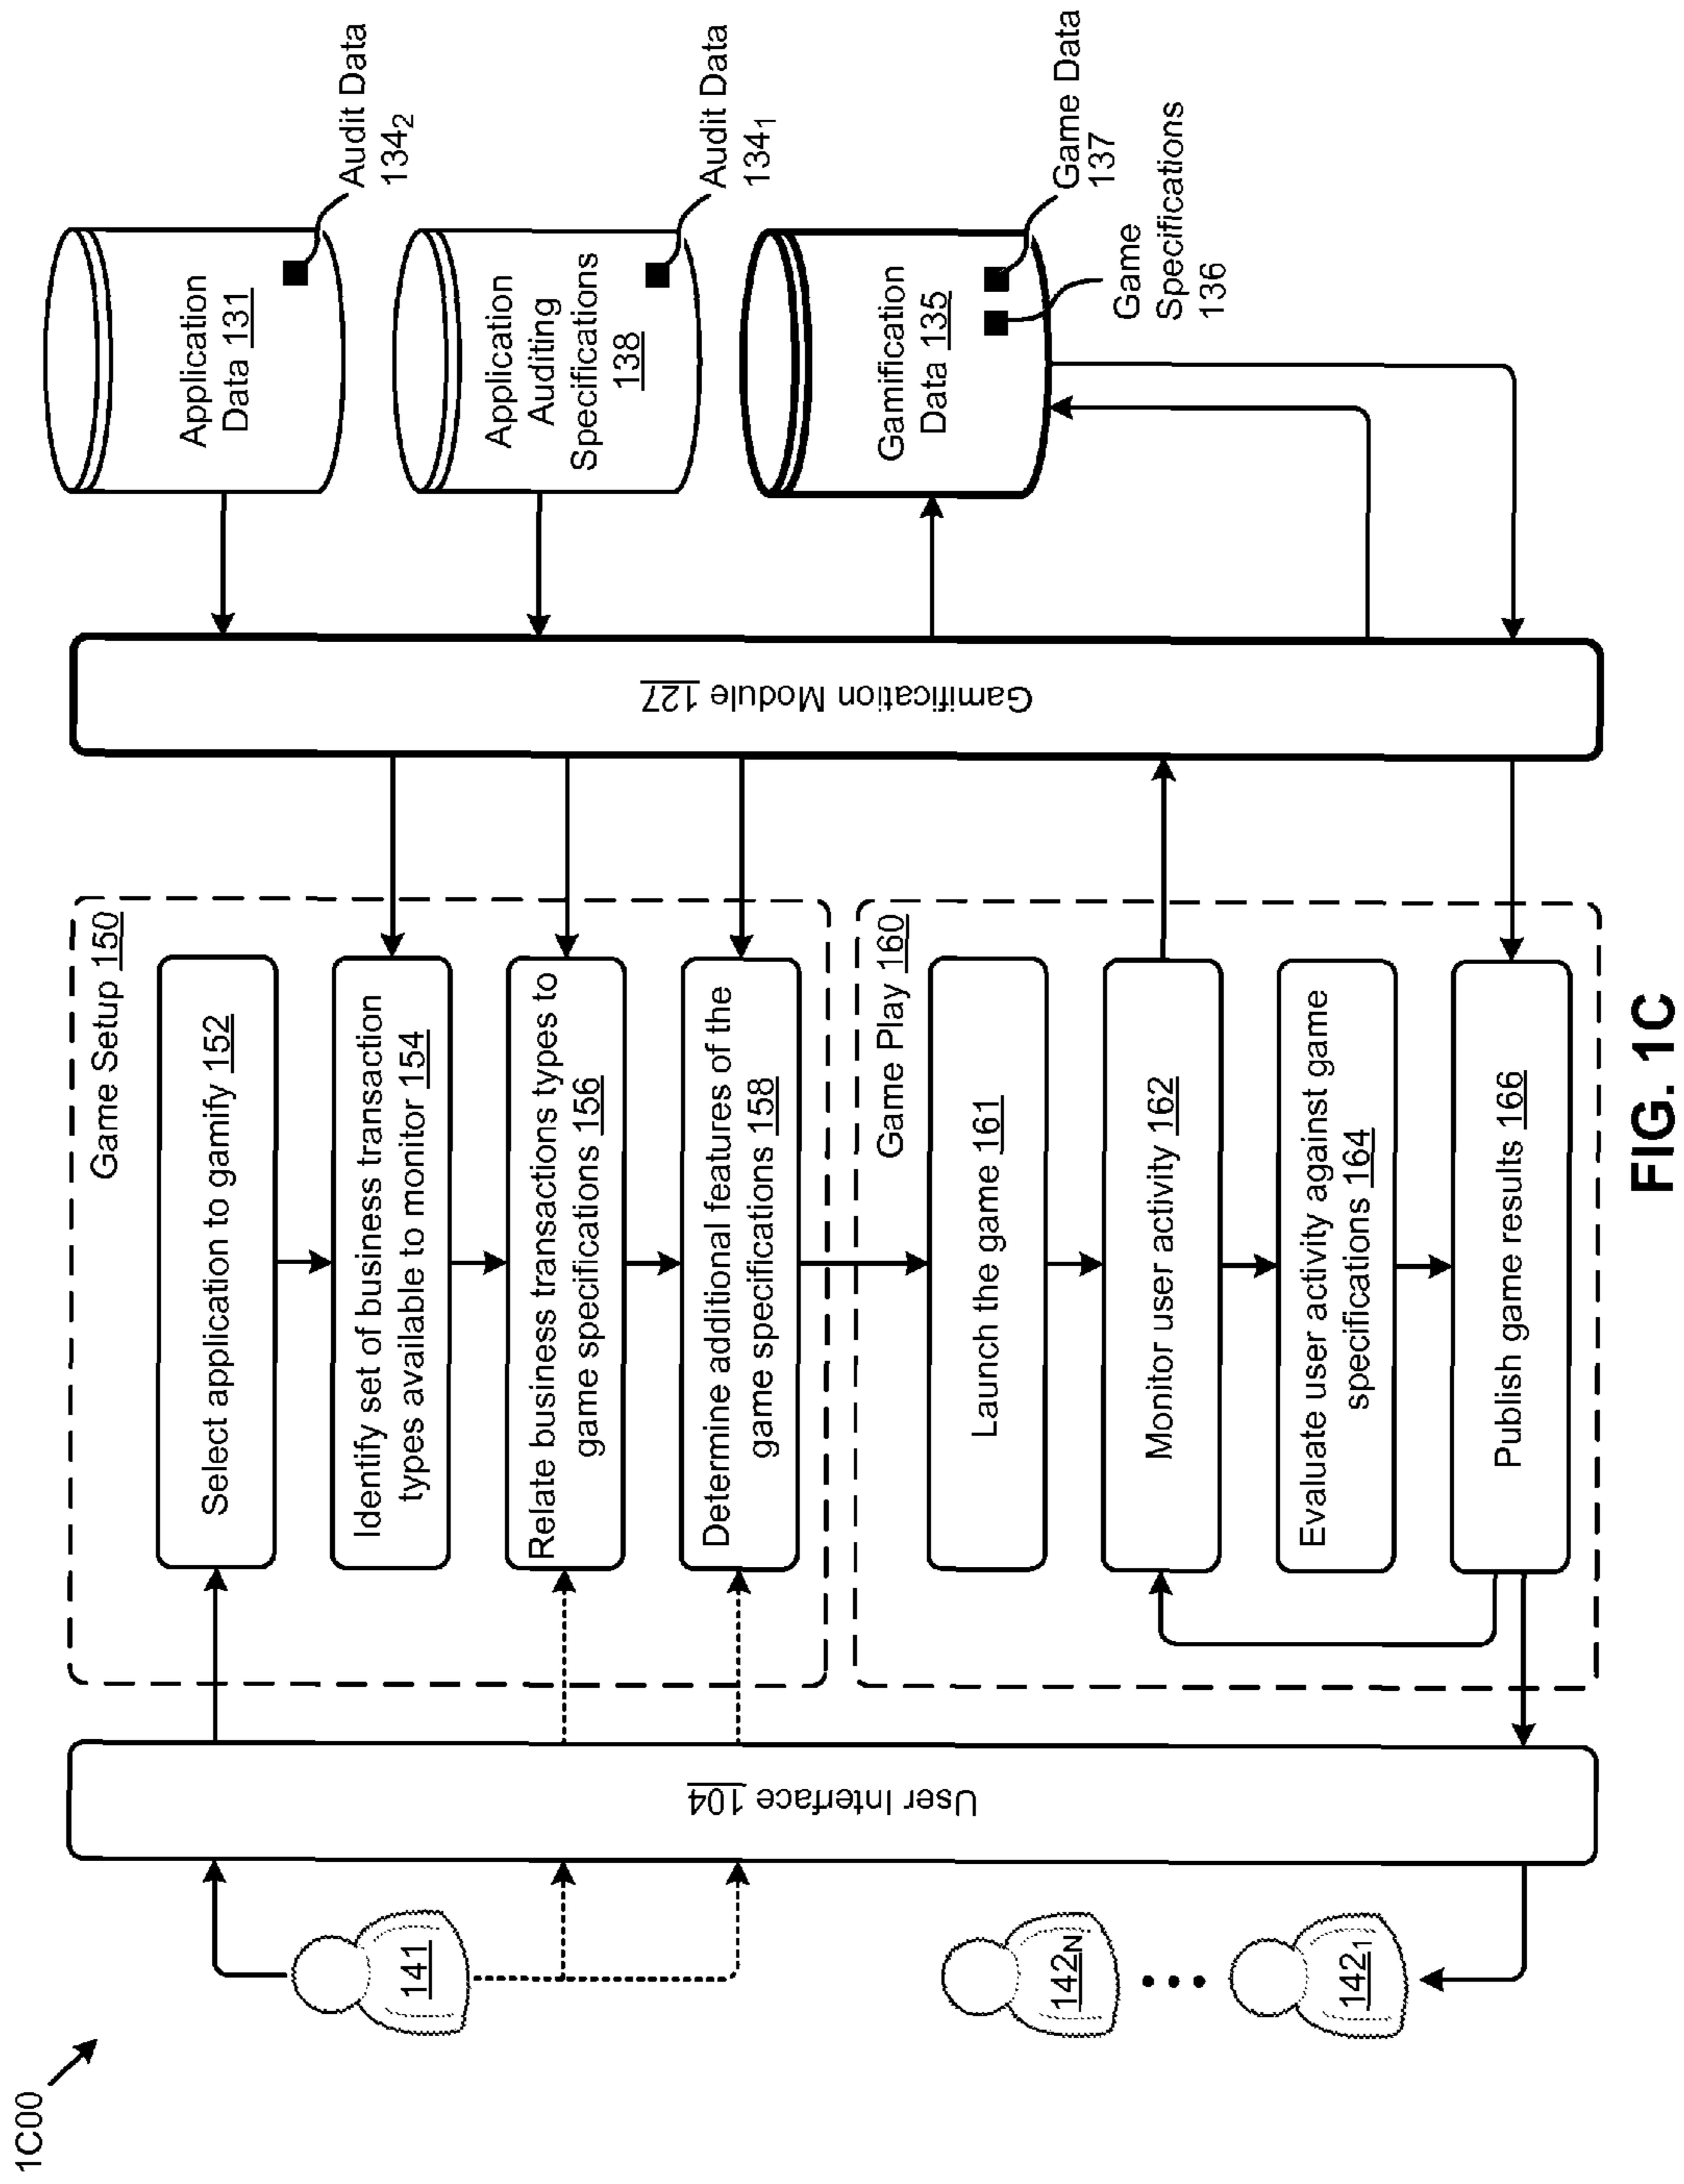 1C00
141
142N
1421
User Interface 104
Game Setup 150
Select application to gamify 152
Identify set of business transaction
types available to monitor 154
Relate business transactions types to
game specifications 156
Determine additional features of the
game specifications 158
Game Play 160
Launch the game 161
Monitor user activity 162
Evaluate user activity against game
specifications 164
Publish game results 166
Gamification Module 127
Application
Data 131
Audit Data
134₂
Application
Auditing
Specifications
138
Audit Data
134₁
Gamification
Data 135
Game Data
137
Game
Specifications
136
FIG. 1C